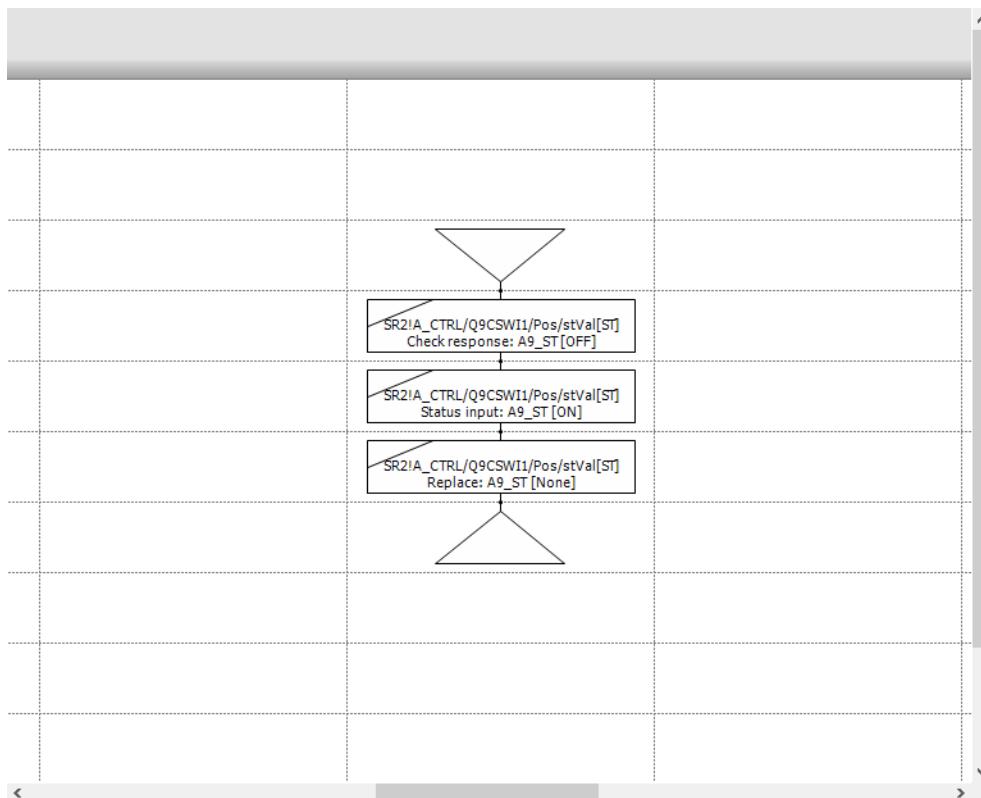 SR2!A_CTRL/Q9CSWI1/Pos/stVal[ST]
Check response: A9_ST [OFF]
SR2!A_CTRL/Q9CSWI1/Pos/stVal[ST]
Status input: A9_ST [ON]
SR2!A_CTRL/Q9CSWI1/Pos/stVal[ST]
Replace: A9_ST [None]